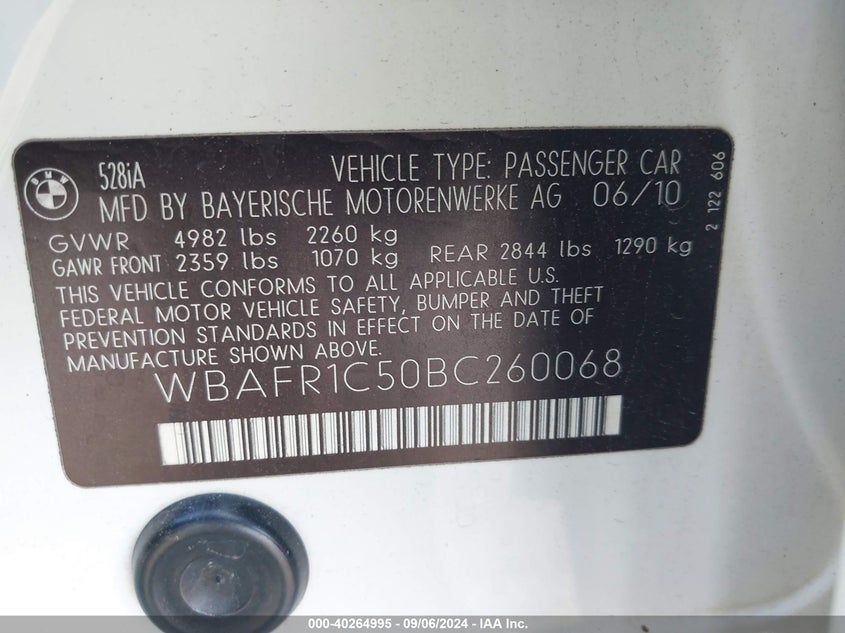 BMW
528iA VEHICLE TYPE: PASSENGER CAR
MFD BY BAYERISCHE MOTORENWERKE AG 06/10
GVWR 4982 lbs 2260 kg
GAWR FRONT 2359 lbs 1070 kg REAR 2844 lbs 1290 kg
THIS VEHICLE CONFORMS TO ALL APPLICABLE U.S.
FEDERAL MOTOR VEHICLE SAFETY, BUMPER AND THEFT
PREVENTION STANDARDS IN EFFECT ON THE DATE OF
MANUFACTURE SHOWN ABOVE.
WBAFR1C50BC260068
2 122 606
000-40264995 - 09/06/2024 - IAA Inc.